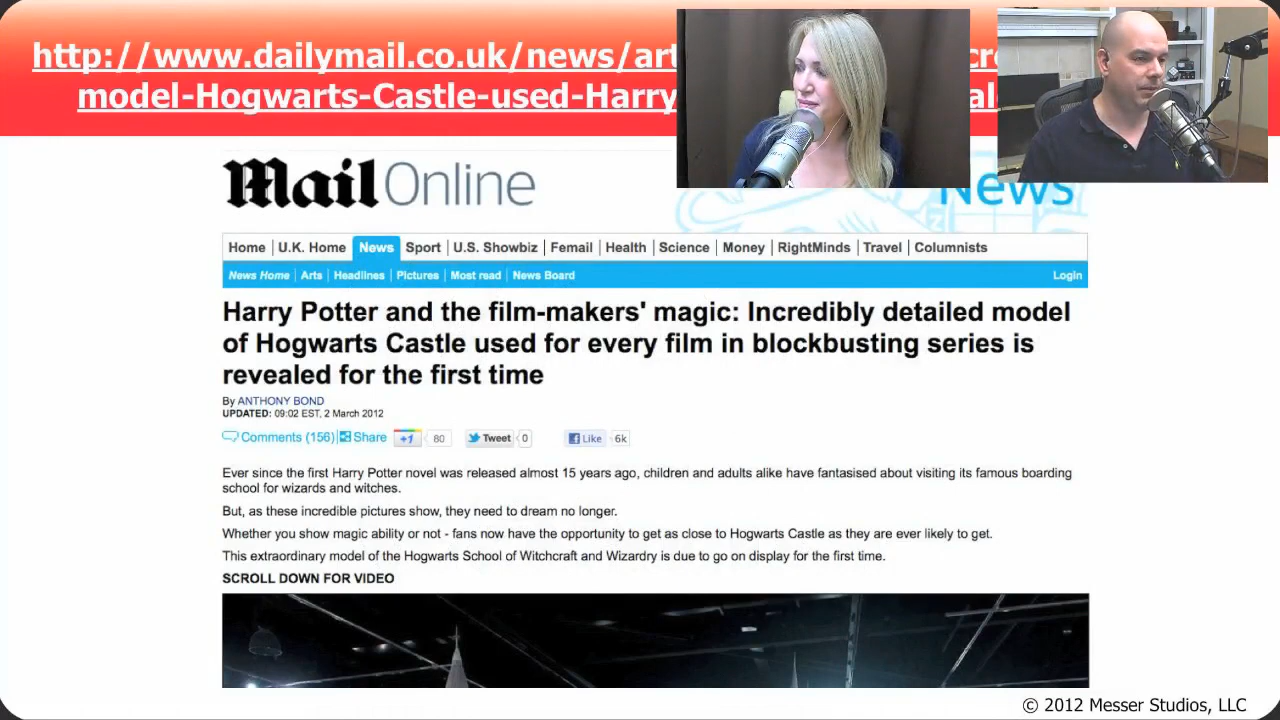 http://www.dailymail.co.uk/news/
model-Hogwarts-Castle-used-Harry
Mail Online
News
Home U.K. Home News Sport U.S. Showbiz Femail Health Science Money RightMinds Travel Columnists
News Home Arts Headlines Pictures Most read News Board Login
Harry Potter and the film-makers' magic: Incredibly detailed model
of Hogwarts Castle used for every film in blockbusting series is
revealed for the first time
By ANTHONY BOND
UPDATED: 09:02 EST, 2 March 2012
Comments (156) Share +1 80 Tweet 0 Like 6k
Ever since the first Harry Potter novel was released almost 15 years ago, children and adults alike have fantasised about visiting its famous boarding
school for wizards and witches.
But, as these incredible pictures show, they need to dream no longer.
Whether you show magic ability or not - fans now have the opportunity to get as close to Hogwarts Castle as they are ever likely to get.
This extraordinary model of the Hogwarts School of Witchcraft and Wizardry is due to go on display for the first time.
SCROLL DOWN FOR VIDEO
© 2012 Messer Studios, LLC